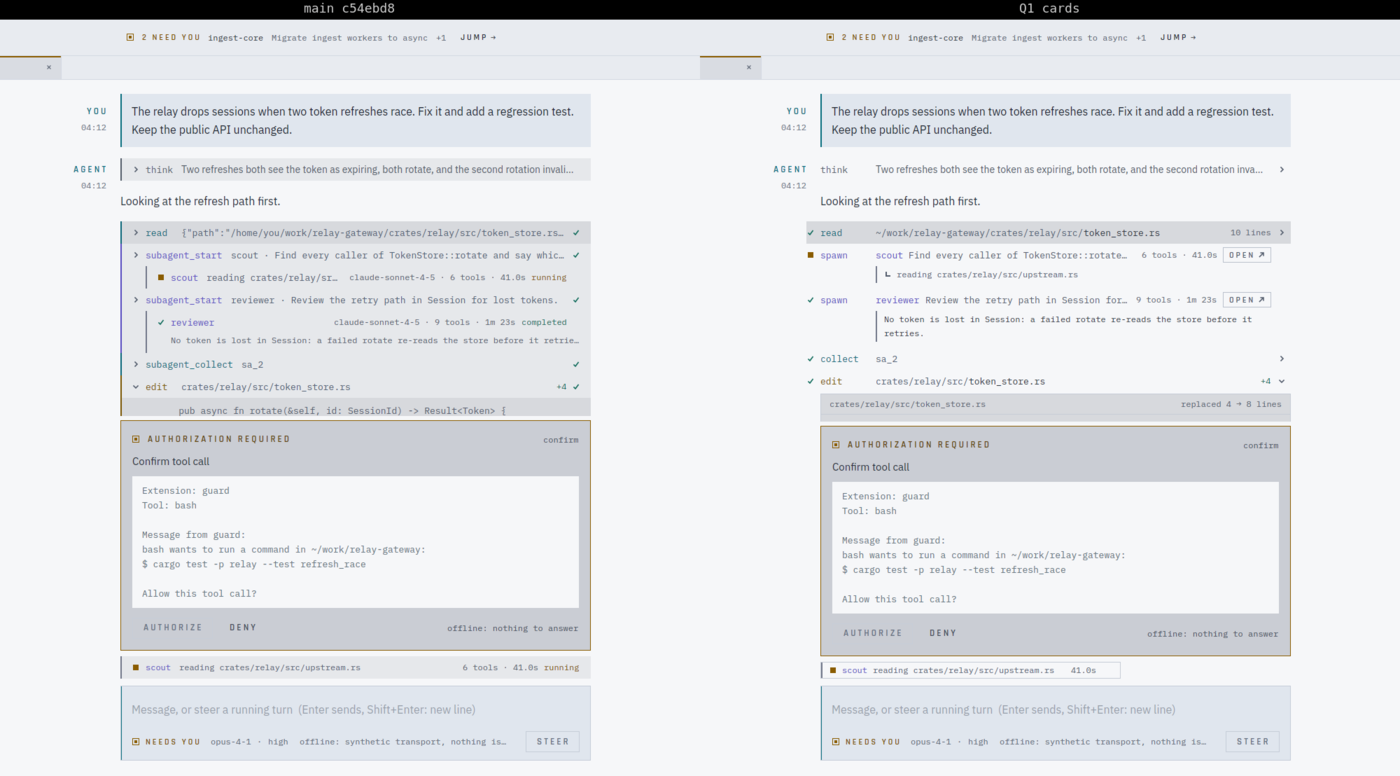 main c54ebd8
2 NEED YOU ingest-core Migrate ingest workers to async +1 JUMP →
×
YOU
04:12
The relay drops sessions when two token refreshes race. Fix it and add a regression test.
Keep the public API unchanged.
AGENT
04:12
think Two refreshes both see the token as expiring, both rotate, and the second rotation invali…
Looking at the refresh path first.
read {"path":"/home/you/work/relay-gateway/crates/relay/src/token_store.rs…
subagent_start scout · Find every caller of TokenStore::rotate and say whic…
scout reading crates/relay/sr… claude-sonnet-4-5 · 6 tools · 41.0s running
subagent_start reviewer · Review the retry path in Session for lost tokens.
reviewer claude-sonnet-4-5 · 9 tools · 1m 23s completed
No token is lost in Session: a failed rotate re-reads the store before it retrie…
subagent_collect sa_2
edit crates/relay/src/token_store.rs +4
pub async fn rotate(&self, id: SessionId) -> Result<Token> {
AUTHORIZATION REQUIRED confirm
Confirm tool call
Extension: guard
Tool: bash
Message from guard:
bash wants to run a command in ~/work/relay-gateway:
$ cargo test -p relay --test refresh_race
Allow this tool call?
AUTHORIZE DENY offline: nothing to answer
scout reading crates/relay/src/upstream.rs 6 tools · 41.0s running
Message, or steer a running turn (Enter sends, Shift+Enter: new line)
NEEDS YOU opus-4-1 · high offline: synthetic transport, nothing is… STEER
Q1 cards
2 NEED YOU ingest-core Migrate ingest workers to async +1 JUMP →
×
YOU
04:12
The relay drops sessions when two token refreshes race. Fix it and add a regression test.
Keep the public API unchanged.
AGENT
04:12
think Two refreshes both see the token as expiring, both rotate, and the second rotation inva…
Looking at the refresh path first.
read ~/work/relay-gateway/crates/relay/src/token_store.rs 10 lines
spawn scout Find every caller of TokenStore::rotate… 6 tools · 41.0s OPEN ↗
reading crates/relay/src/upstream.rs
spawn reviewer Review the retry path in Session for… 9 tools · 1m 23s OPEN ↗
No token is lost in Session: a failed rotate re-reads the store before it
retries.
collect sa_2
edit crates/relay/src/token_store.rs +4
crates/relay/src/token_store.rs replaced 4 → 8 lines
AUTHORIZATION REQUIRED confirm
Confirm tool call
Extension: guard
Tool: bash
Message from guard:
bash wants to run a command in ~/work/relay-gateway:
$ cargo test -p relay --test refresh_race
Allow this tool call?
AUTHORIZE DENY offline: nothing to answer
scout reading crates/relay/src/upstream.rs 41.0s
Message, or steer a running turn (Enter sends, Shift+Enter: new line)
NEEDS YOU opus-4-1 · high offline: synthetic transport, nothing is… STEER